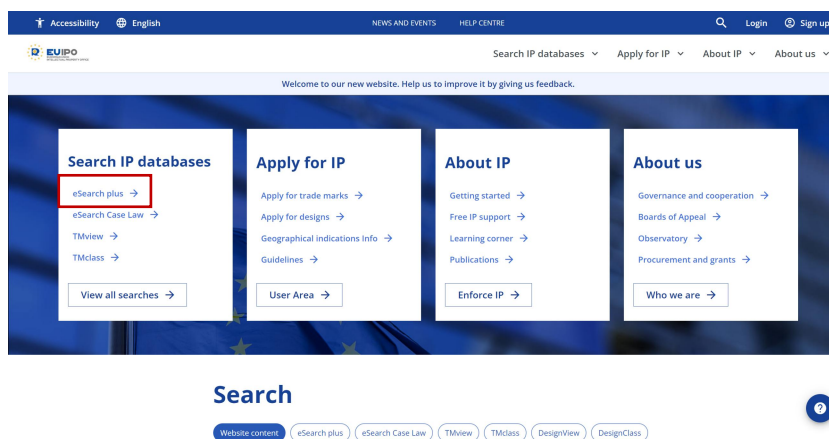 Accessibility English NEWS AND EVENTS HELP CENTRE Login Sign up
EUIPO Search IP databases Apply for IP About IP About us
Welcome to our new website. Help us to improve it by giving us feedback.
Search IP databases
eSearch plus →
eSearch Case Law →
TMview →
TMclass →
View all searches →
Apply for IP
Apply for trade marks →
Apply for designs →
Geographical indications Info →
Guidelines →
User Area →
About IP
Getting started →
Free IP support →
Learning corner →
Publications →
Enforce IP →
About us
Governance and cooperation →
Boards of Appeal →
Observatory →
Procurement and grants →
Who we are →
Search
?
Website content eSearch plus eSearch Case Law TMview TMclass DesignView DesignClass